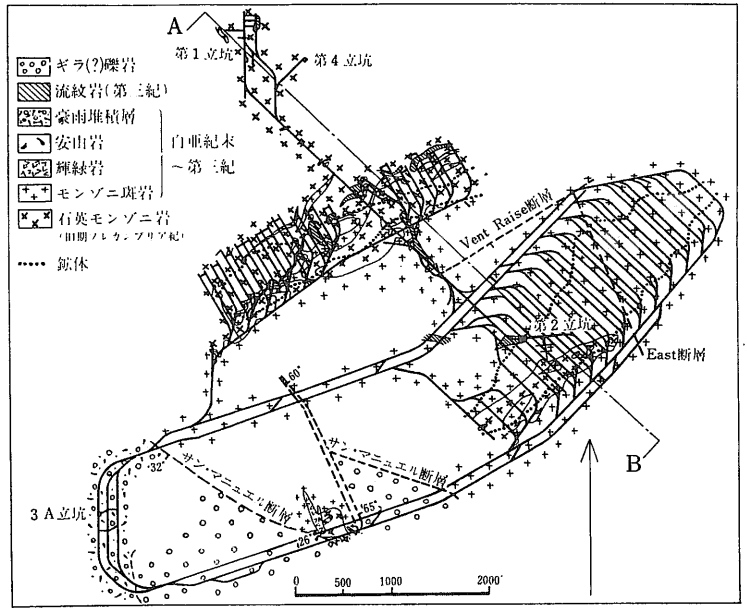 A
第1立坑
第4立坑
ギラ(?)礫岩
流紋岩(第三紀)
豪雨堆積層
安山岩
輝緑岩
モンゾニ斑岩
白亜紀末
～第三紀
石英モンゾニ岩
(旧期プレカンブリア紀)
鉱体
Vent Raise断層
第2立坑
East断層
60°
B
サン・マニュエル断層
サン・マニュエル断層
32°
65°
26°
3A立坑
0 500 1000 2000'